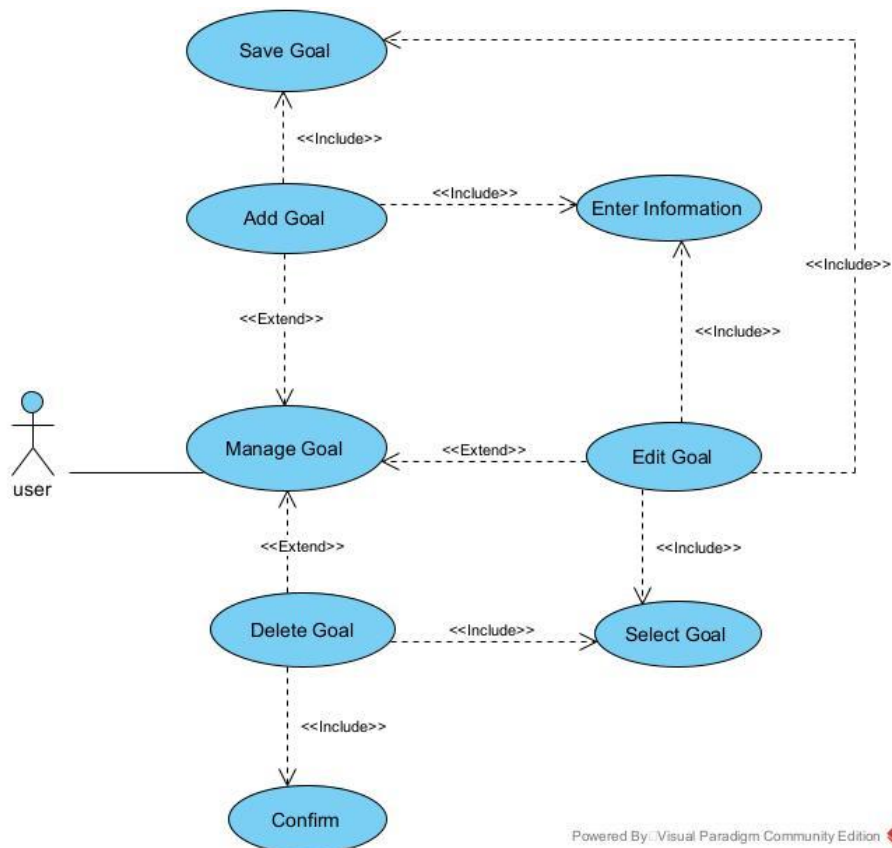 Save Goal
<<Include>>
<<Include>>
Add Goal
Enter Information
<<Include>>
<<Extend>>
<<Include>>
Manage Goal
<<Extend>>
Edit Goal
user
<<Extend>>
<<Include>>
Delete Goal
<<Include>>
Select Goal
<<Include>>
Confirm
Powered By Visual Paradigm Community Edition